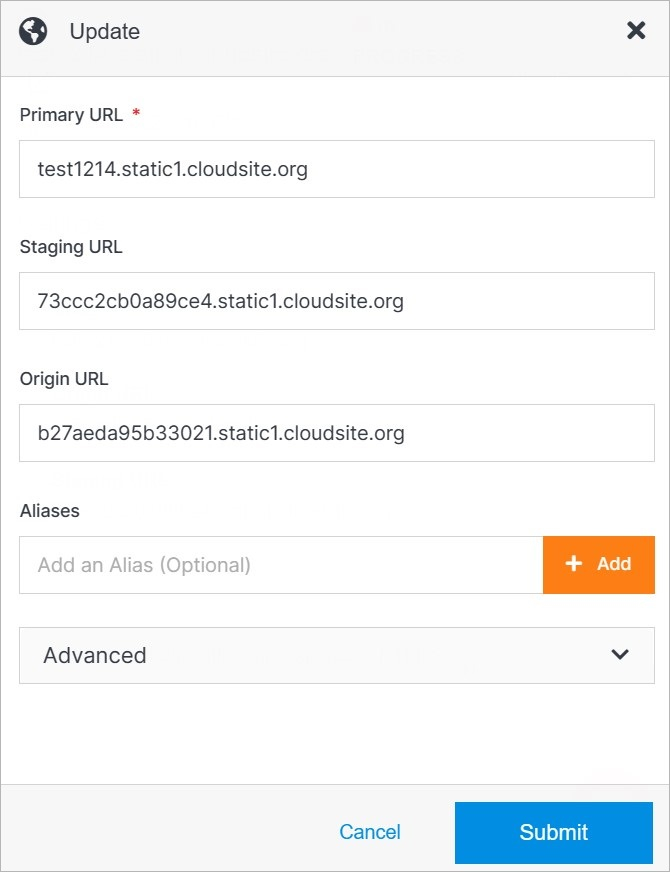 Update
Primary URL *
test1214.static1.cloudsite.org
Staging URL
73ccc2cb0a89ce4.static1.cloudsite.org
Origin URL
b27aeda95b33021.static1.cloudsite.org
Aliases
Add an Alias (Optional)
+ Add
Advanced
Cancel
Submit